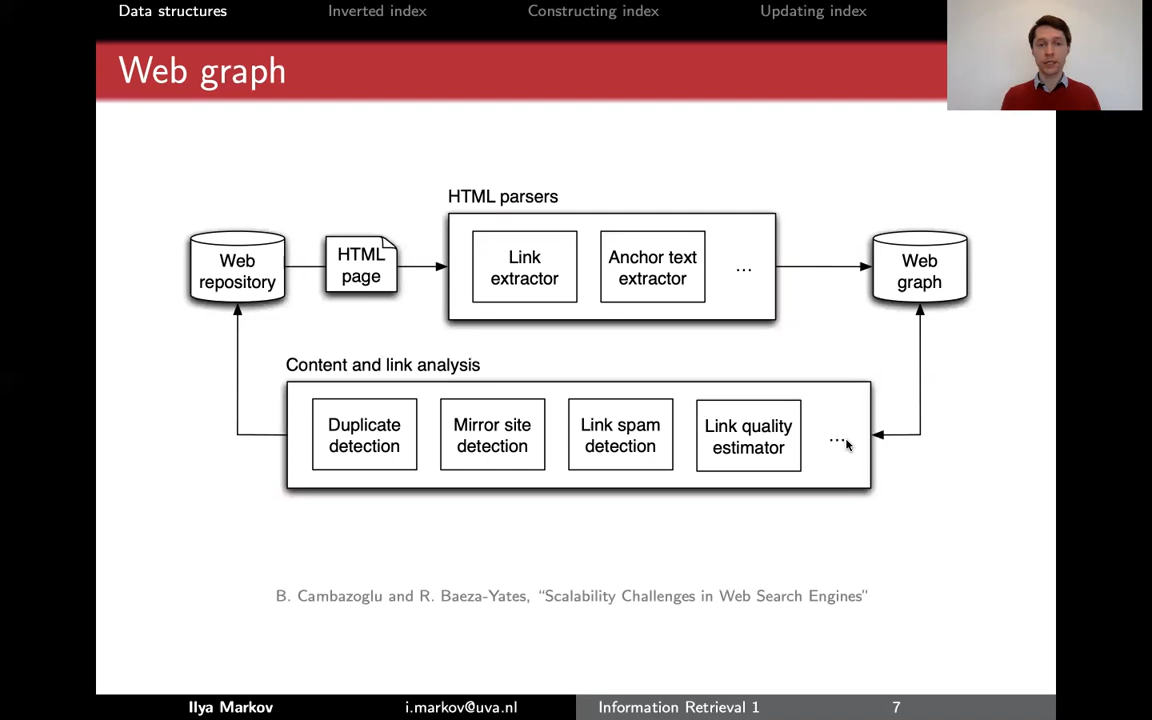 Data structures Inverted index Constructing index Updating index
Web graph
HTML parsers
Web
repository
HTML
page
Link
extractor
Anchor text
extractor
...
Web
graph
Content and link analysis
Duplicate
detection
Mirror site
detection
Link spam
detection
Link quality
estimator
...
B. Cambazoglu and R. Baeza-Yates, “Scalability Challenges in Web Search Engines”
Ilya Markov i.markov@uva.nl Information Retrieval 1 7